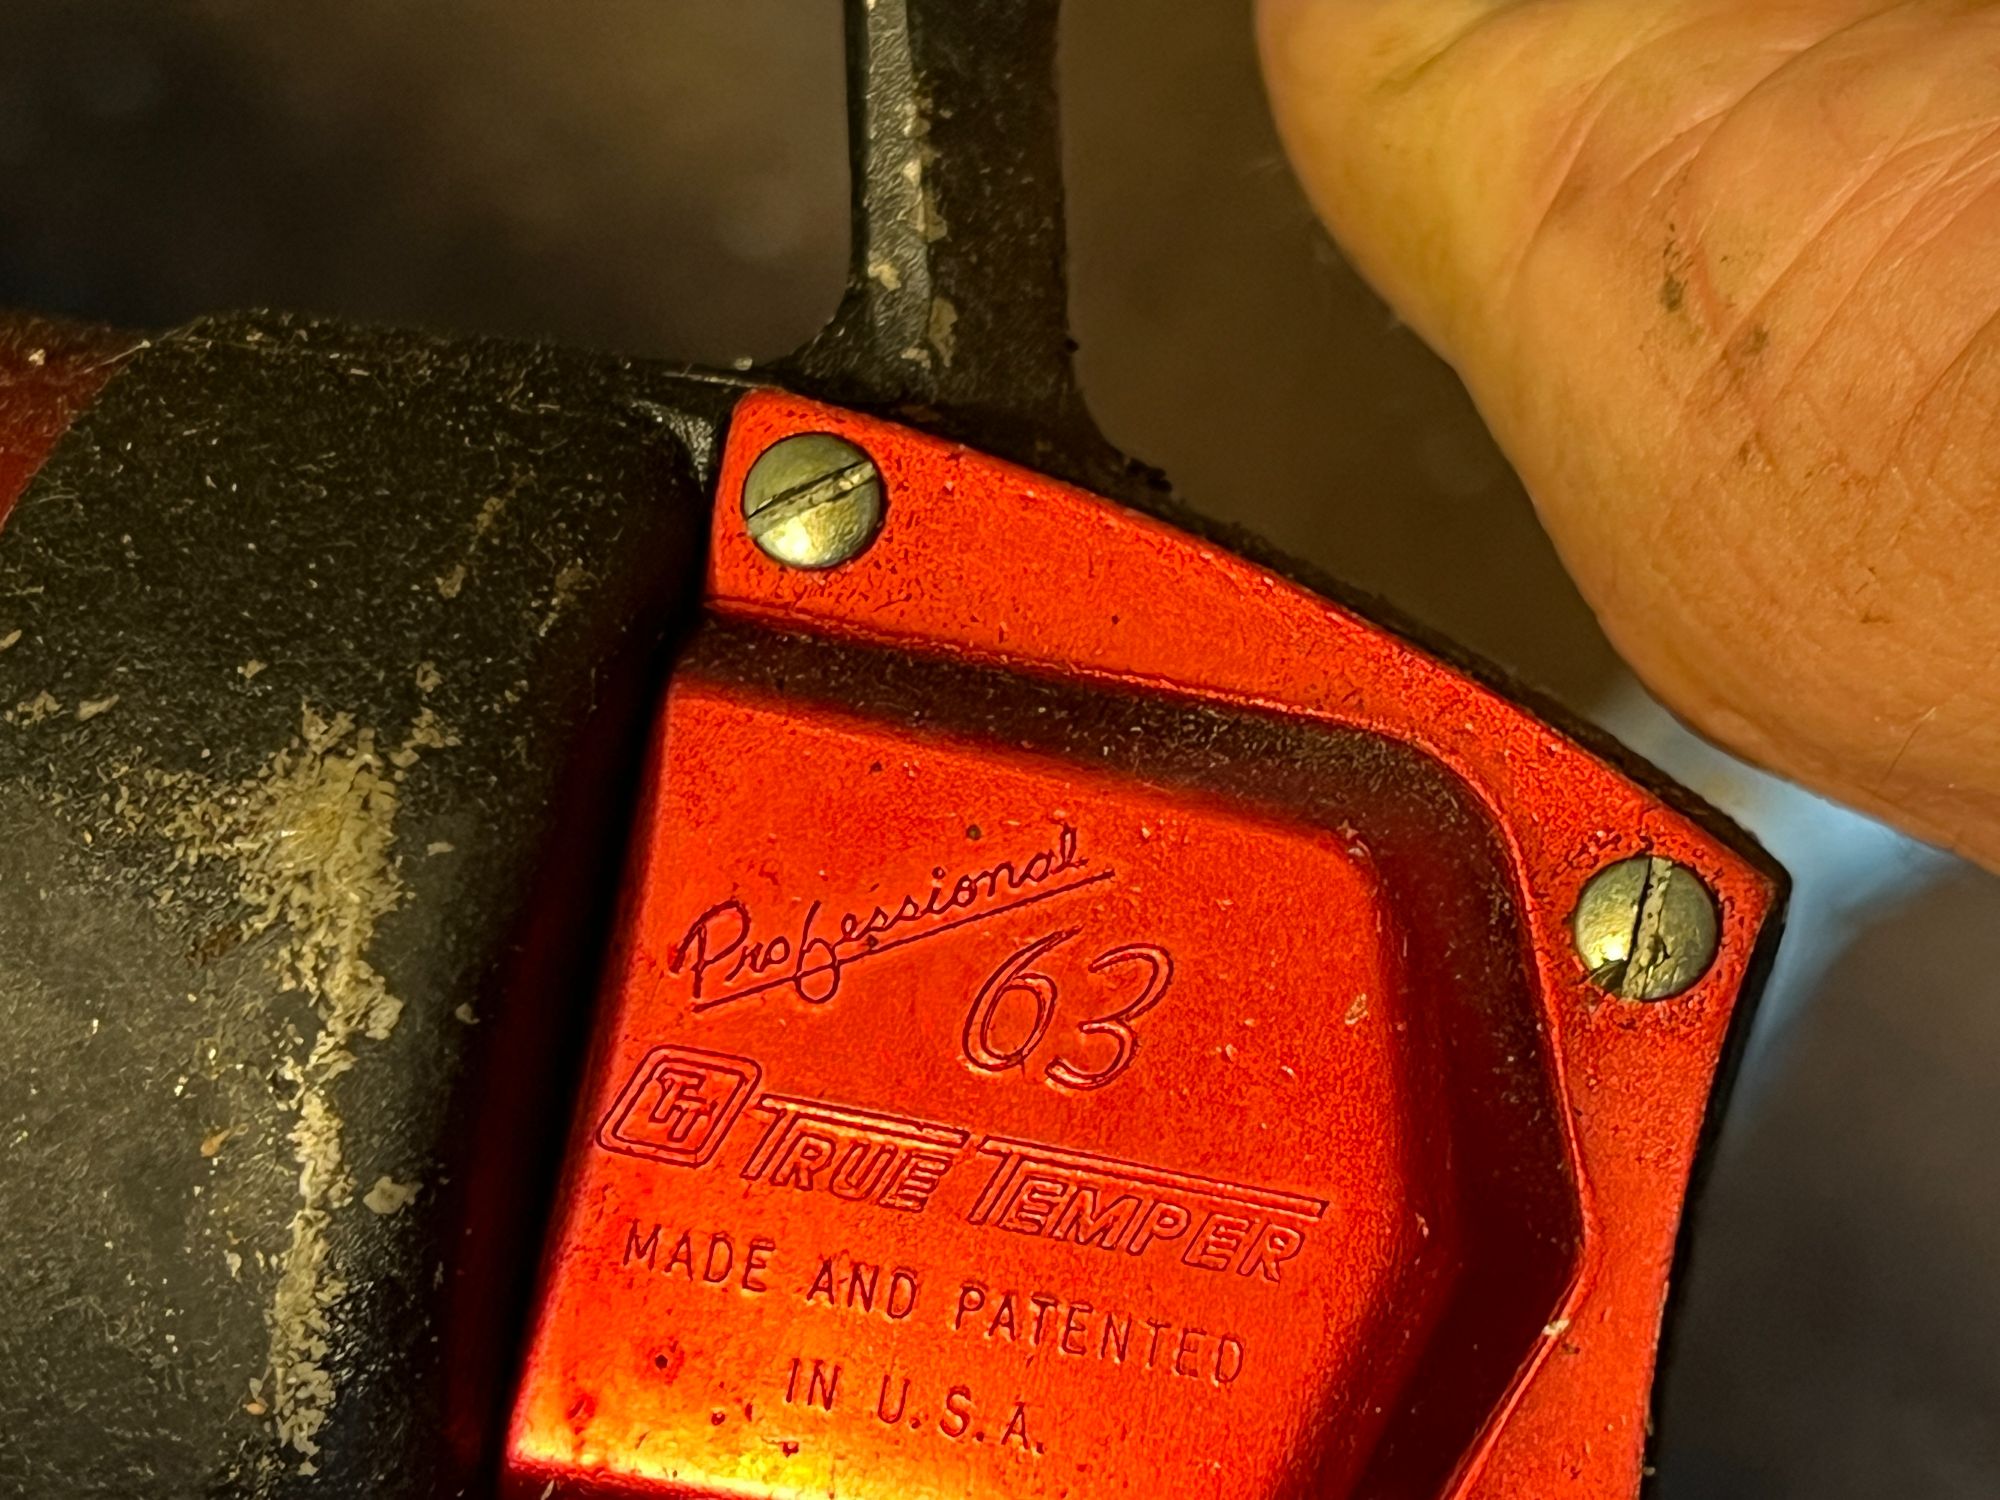 Professional
63
TT TRUE TEMPER
MADE AND PATENTED
IN U.S.A.